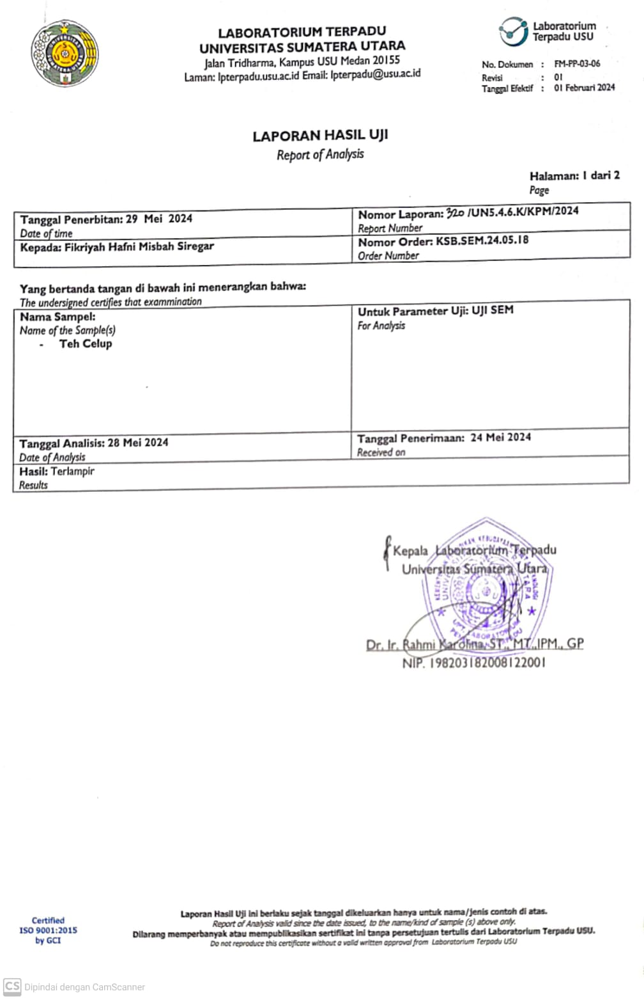 LABORATORIUM TERPADU
UNIVERSITAS SUMATERA UTARA
Jalan Tridharma, Kampus USU Medan 20155
Laman: lpterpadu.usu.ac.id Email: lpterpadu@usu.ac.id
Laboratorium
Terpadu USU
No. Dokumen : FM-PP-03-06
Revisi : 01
Tanggal Efektif : 01 Februari 2024
LAPORAN HASIL UJI
Report of Analysis
Halaman: 1 dari 2
Page
Tanggal Penerbitan: 29 Mei 2024
Date of time
Nomor Laporan: 320 /UN5.4.6.K/KPM/2024
Report Number
Kepada: Fikriyah Hafni Misbah Siregar
Nomor Order: KSB.SEM.24.05.18
Order Number
Yang bertanda tangan di bawah ini menerangkan bahwa:
The undersigned certifies that exammination
Nama Sampel:
Name of the Sample(s)
- Teh Celup
Untuk Parameter Uji: UJI SEM
For Analysis
Tanggal Analisis: 28 Mei 2024
Date of Analysis
Tanggal Penerimaan: 24 Mei 2024
Received on
Hasil: Terlampir
Results
Kepala Laboratorium Terpadu
Universitas Sumatera Utara
Dr. Ir. Rahmi Karolina, ST., MT.,IPM., GP
NIP. 198203182008122001
Certified
ISO 9001:2015
by GCI
Laporan Hasil Uji ini berlaku sejak tanggal dikeluarkan hanya untuk nama/jenis contoh di atas.
Report of Analysis valid since the date issued, to the name/kind of sample (s) above only.
Dilarang memperbanyak atau mempublikasikan sertifikat ini tanpa persetujuan tertulis dari Laboratorium Terpadu USU.
Do not reproduce this certificate without a valid written approval from Laboratorium Terpadu USU
CS Dipindai dengan CamScanner